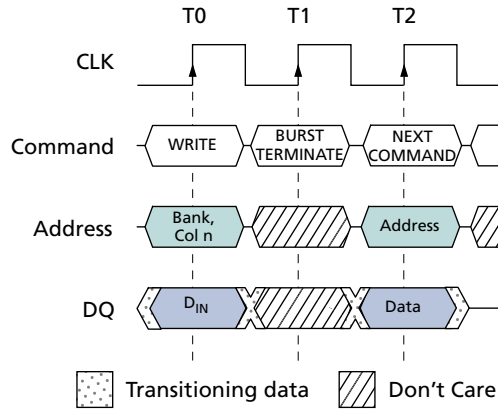 T0 T1 T2
CLK
Command WRITE BURST TERMINATE NEXT COMMAND
Address Bank, Col n Address
DQ DIN Data
Transitioning data Don't Care